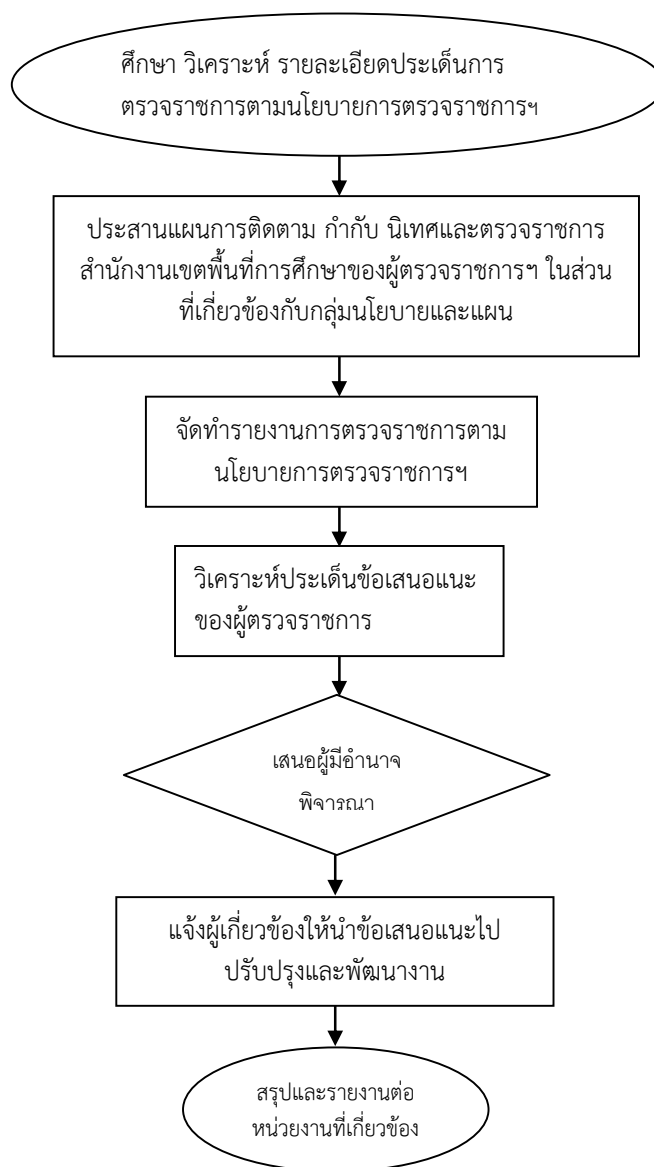 ศึกษา วิเคราะห์ รายละเอียดประเด็นการ
ตรวจราชการตามนโยบายการตรวจราชการฯ
ประสานแผนการติดตาม กำกับ นิเทศและตรวจราชการ
สำนักงานเขตพื้นที่การศึกษาของผู้ตรวจราชการฯ ในส่วน
ที่เกี่ยวข้องกับกลุ่มนโยบายและแผน
จัดทำรายงานการตรวจราชการตาม
นโยบายการตรวจราชการฯ
วิเคราะห์ประเด็นข้อเสนอแนะ
ของผู้ตรวจราชการ
เสนอผู้มีอำนาจ
พิจารณา
แจ้งผู้เกี่ยวข้องให้นำข้อเสนอแนะไป
ปรับปรุงและพัฒนางาน
สรุปและรายงานต่อ
หน่วยงานที่เกี่ยวข้อง